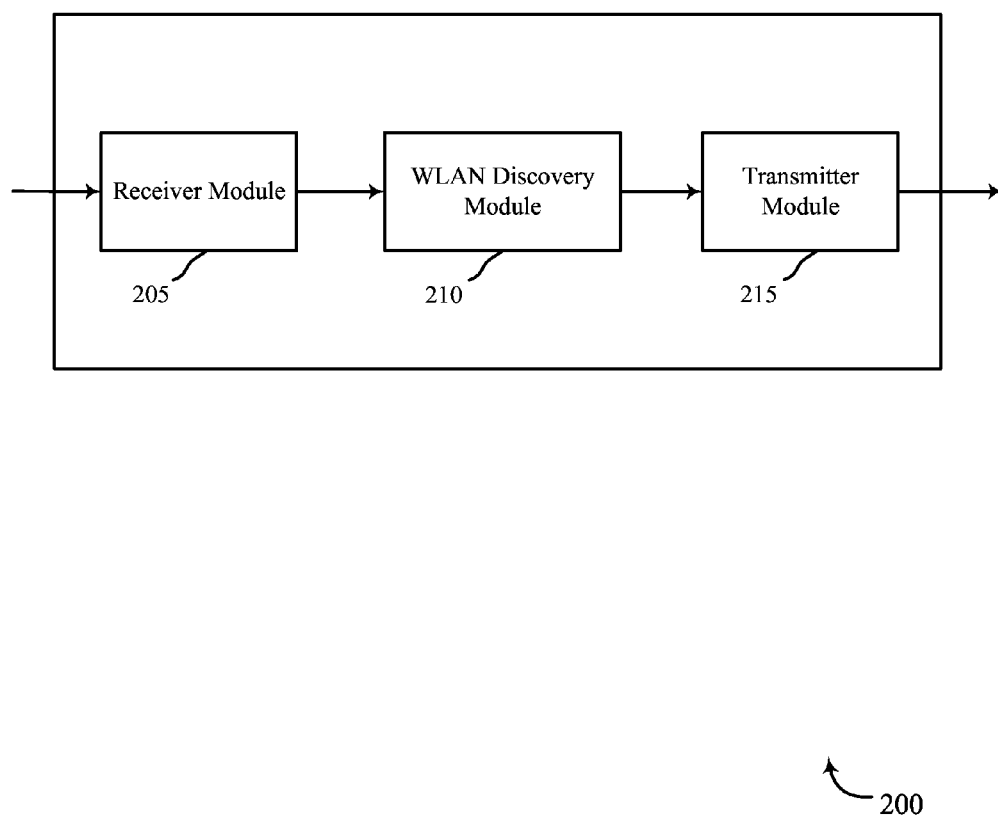 Receiver Module
WLAN Discovery
Module
Transmitter
Module
205
210
215
200